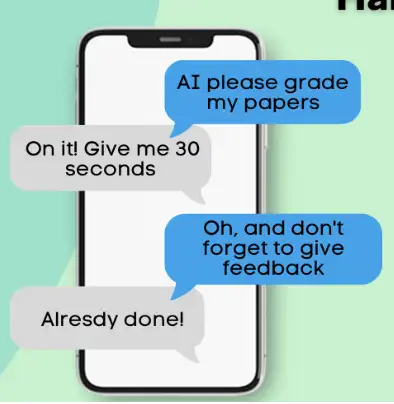 AI please grade
my papers
On it! Give me 30
seconds
Oh, and don't
forget to give
feedback
Alresdy done!